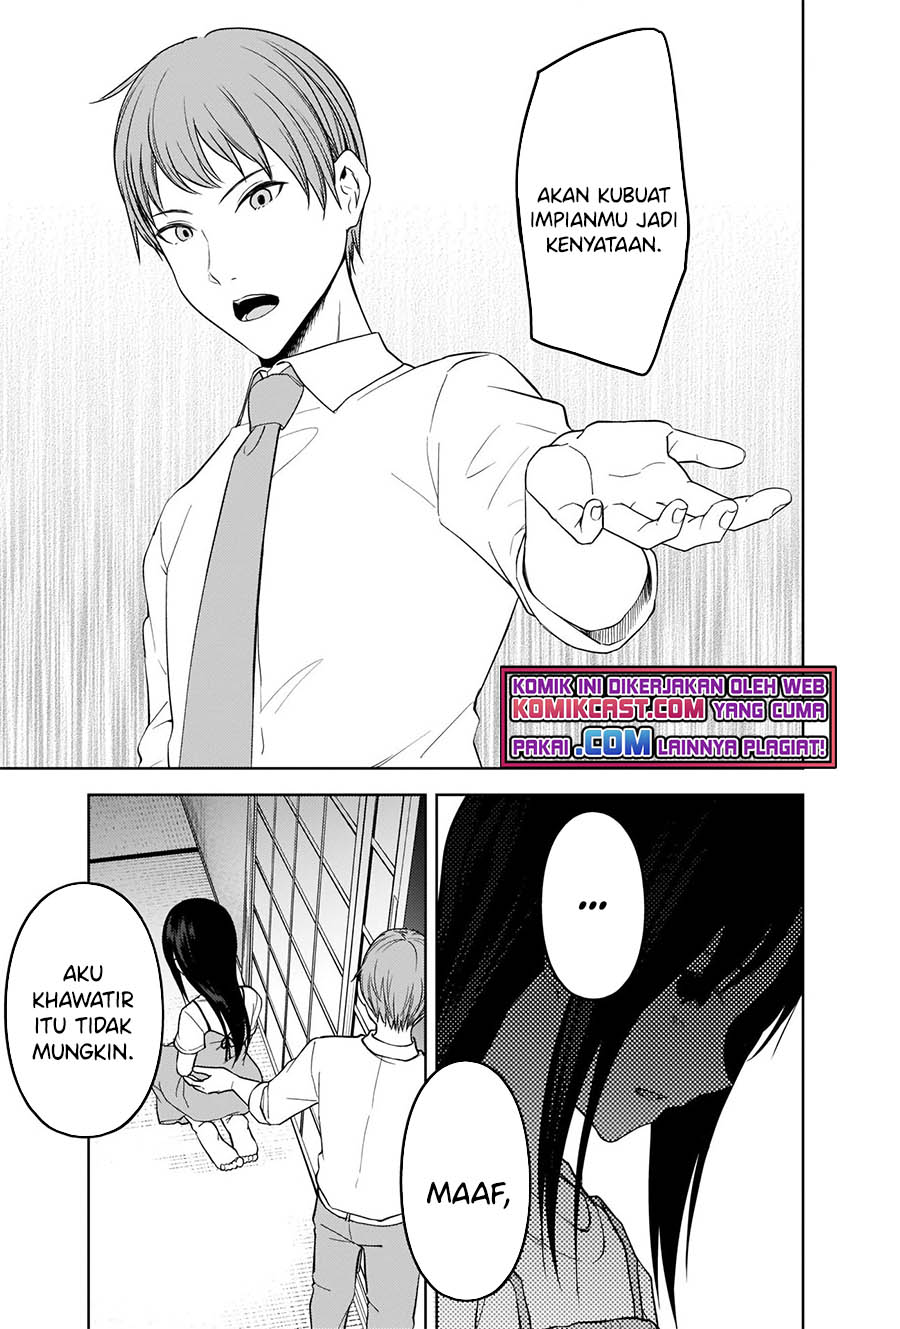 AKAN KUBUAT
IMPIANMU JADI
KENYATAAN.
KOMIK INI DIKERJAKAN OLEH WEB
KOMIKCAST.COM YANG CUMA
PAKAI .COM LAINNYA PLAGIAT!
...
MAAF,
AKU
KHAWATIR
ITU TIDAK
MUNGKIN.